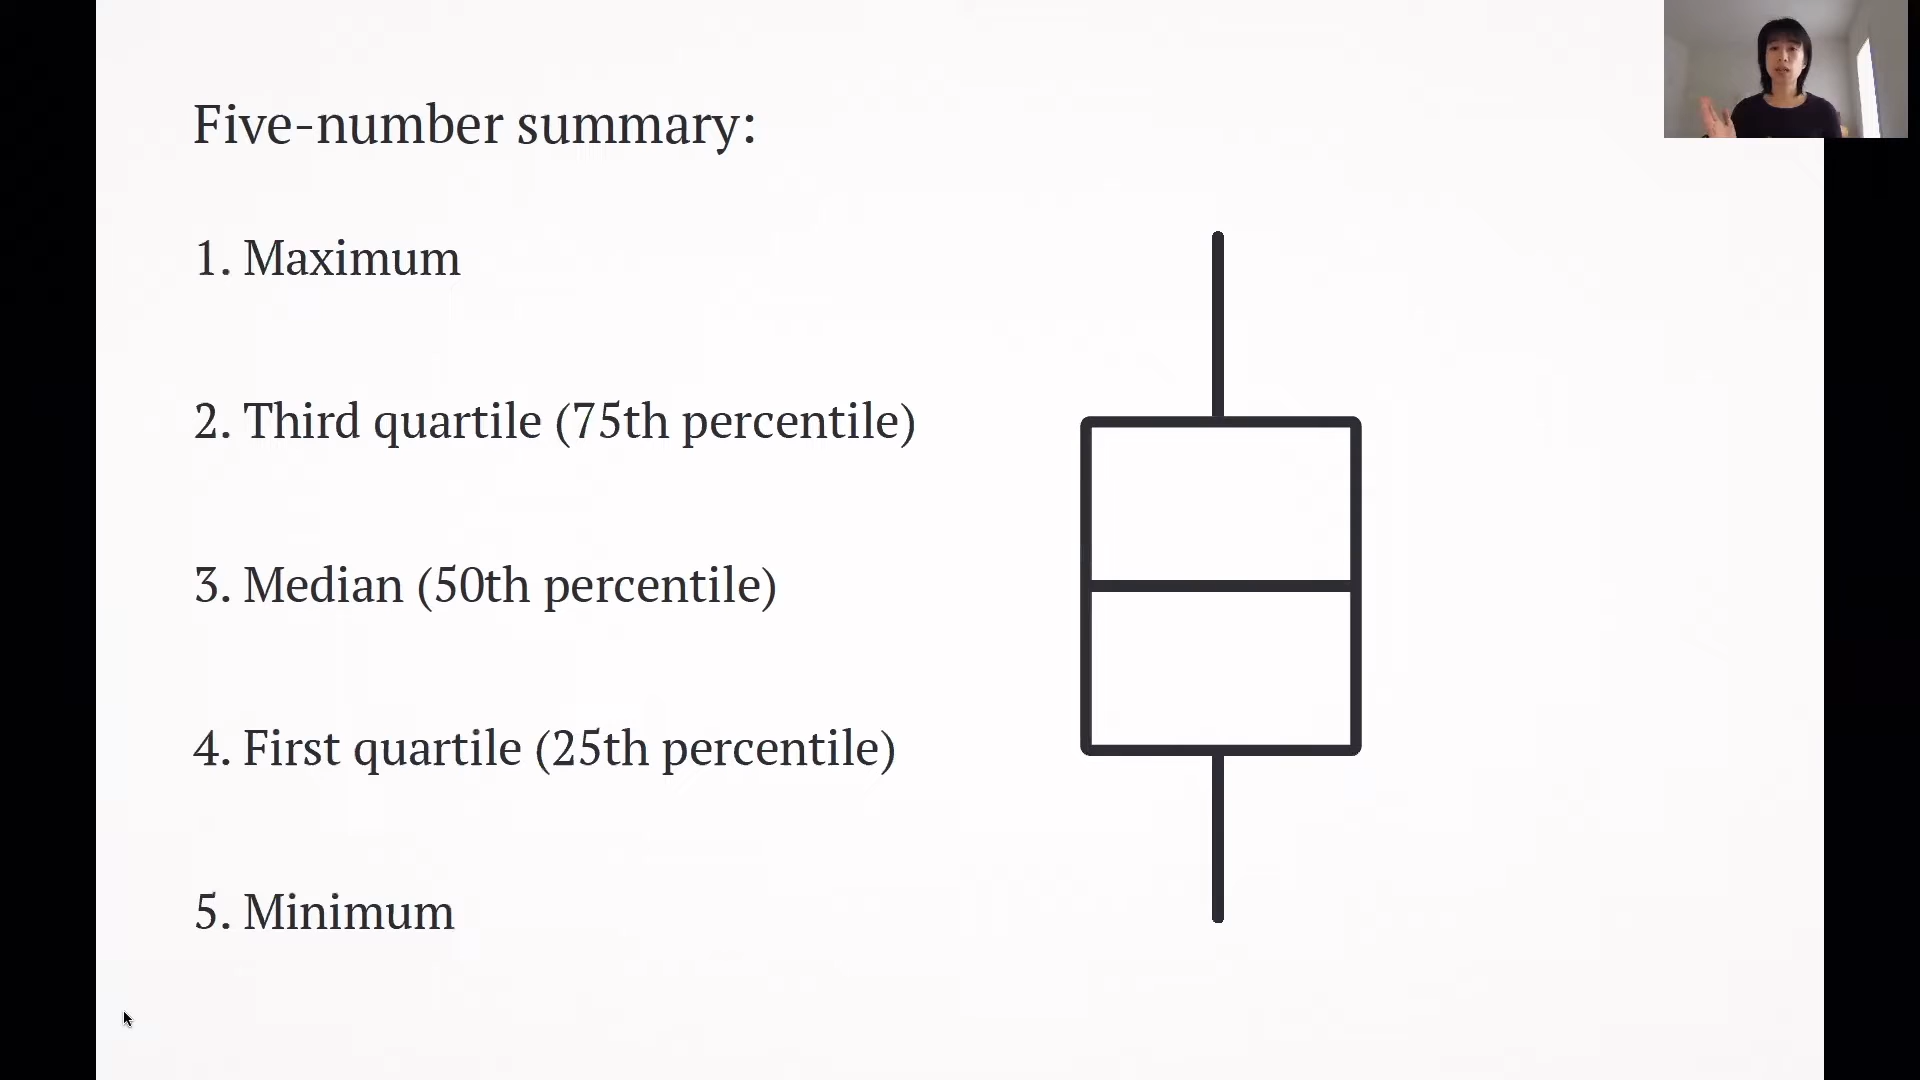 Five-number summary:
1. Maximum
2. Third quartile (75th percentile)
3. Median (50th percentile)
4. First quartile (25th percentile)
5. Minimum